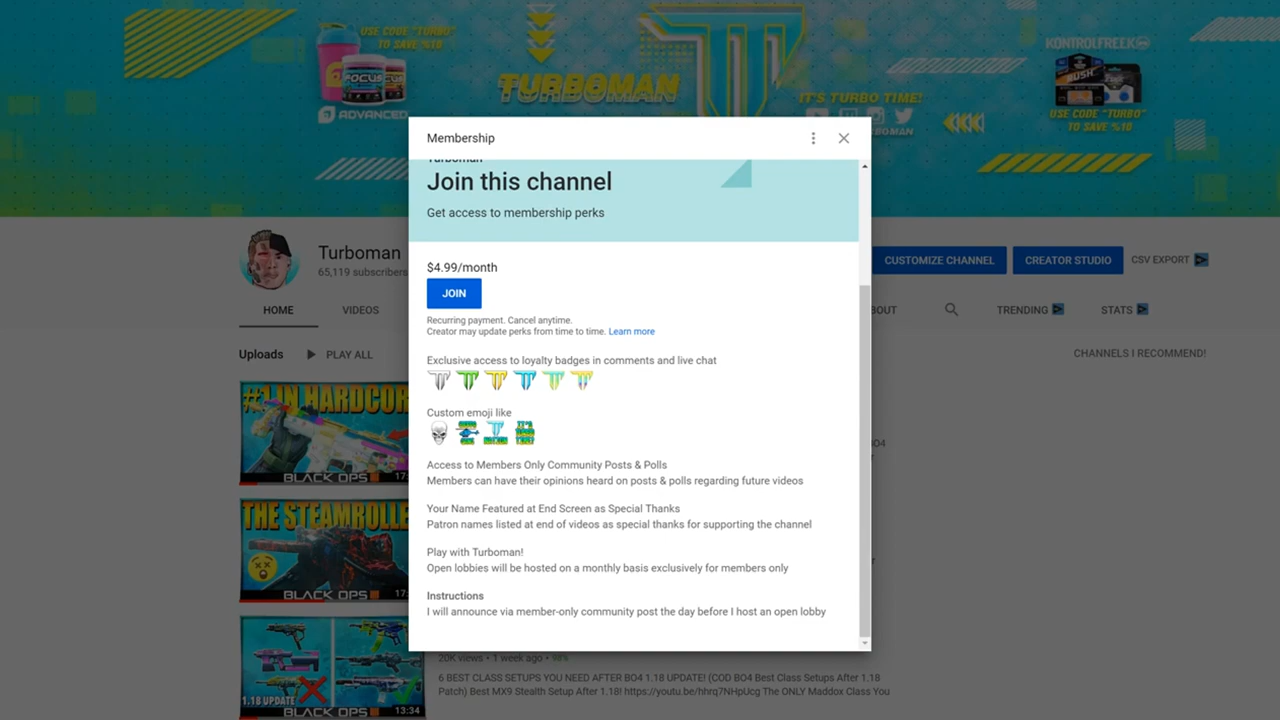 USE CODE "TURBO"
TO SAVE %10
FOCUS
ADVANCED
TURBOMAN
IT'S TURBO TIME!
KONTROLFREEK
RUSH
USE CODE "TURBO"
TO SAVE %10
Membership
Turboman
Join this channel
Get access to membership perks
$4.99/month
JOIN
Recurring payment. Cancel anytime.
Creator may update perks from time to time. Learn more
Exclusive access to loyalty badges in comments and live chat
Custom emoji like
Access to Members Only Community Posts & Polls
Members can have their opinions heard on posts & polls regarding future videos
Your Name Featured at End Screen as Special Thanks
Patron names listed at end of videos as special thanks for supporting the channel
Play with Turboman!
Open lobbies will be hosted on a monthly basis exclusively for members only
Instructions
I will announce via member-only community post the day before I host an open lobby
Turboman
65,119 subscribers
CUSTOMIZE CHANNEL
CREATOR STUDIO
CSV EXPORT
HOME
VIDEOS
BOUT
TRENDING
STATS
Uploads
PLAY ALL
CHANNELS I RECOMMEND!
#1 IN HARDCOR
BLACK OPS
17:
THE STEAMROLLE
BLACK OPS
17:
1.18 UPDATE
BLACK OPS
13:34
20K views • 1 week ago • 98%
6 BEST CLASS SETUPS YOU NEED AFTER BO4 1.18 UPDATE! (COD BO4 Best Class Setups After 1.18
Patch) Best MX9 Stealth Setup After 1.18! https://youtu.be/hhrq7NHpUcg The ONLY Maddox Class You